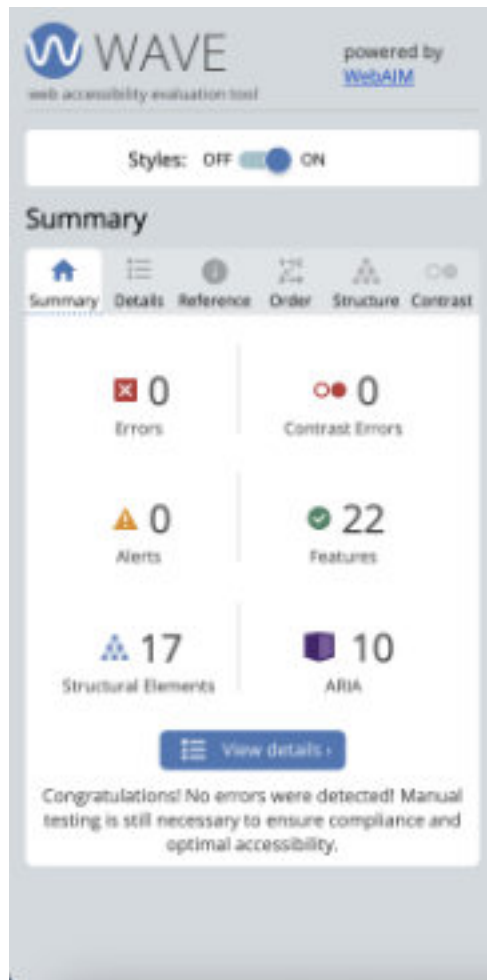 WAVE
web accessibility evaluation tool
powered by
WebAIM
Styles: OFF ON
Summary
Summary Details Reference Order Structure Contrast
0
Errors
0
Contrast Errors
0
Alerts
22
Features
17
Structural Elements
10
ARIA
View details ›
Congratulations! No errors were detected! Manual
testing is still necessary to ensure compliance and
optimal accessibility.